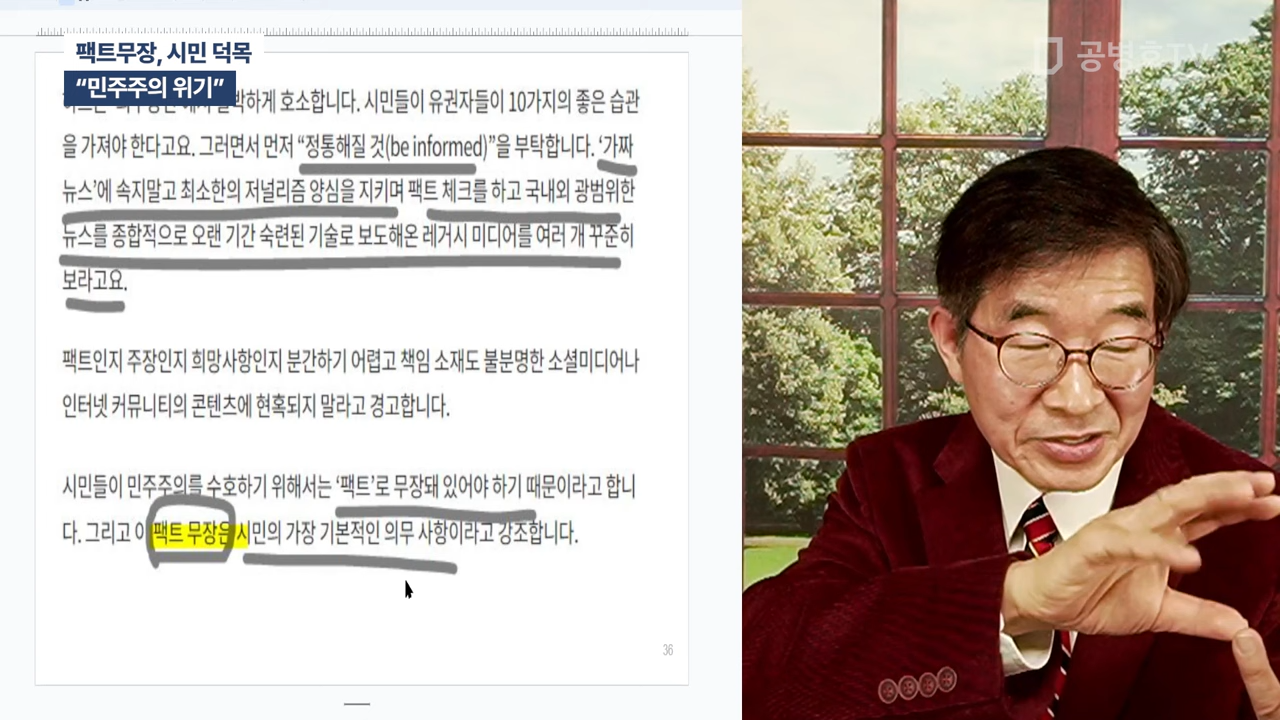 팩트무장, 시민 덕목
“민주주의 위기”
하게 호소합니다. 시민들이 유권자들이 10가지의 좋은 습관
을 가져야 한다고요. 그러면서 먼저 “정통해질 것(be informed)”을 부탁합니다. ‘가짜
뉴스’에 속지말고 최소한의 저널리즘 양심을 지키며 팩트 체크를 하고 국내외 광범위한
뉴스를 종합적으로 오랜 기간 숙련된 기술로 보도해온 레거시 미디어를 여러 개 꾸준히
보라고요.
팩트인지 주장인지 희망사항인지 분간하기 어렵고 책임 소재도 불분명한 소셜미디어나
인터넷 커뮤니티의 콘텐츠에 현혹되지 말라고 경고합니다.
시민들이 민주주의를 수호하기 위해서는 ‘팩트’로 무장돼 있어야 하기 때문이라고 합니
다. 그리고 이 팩트 무장은 시민의 가장 기본적인 의무 사항이라고 강조합니다.
36
공병호TV